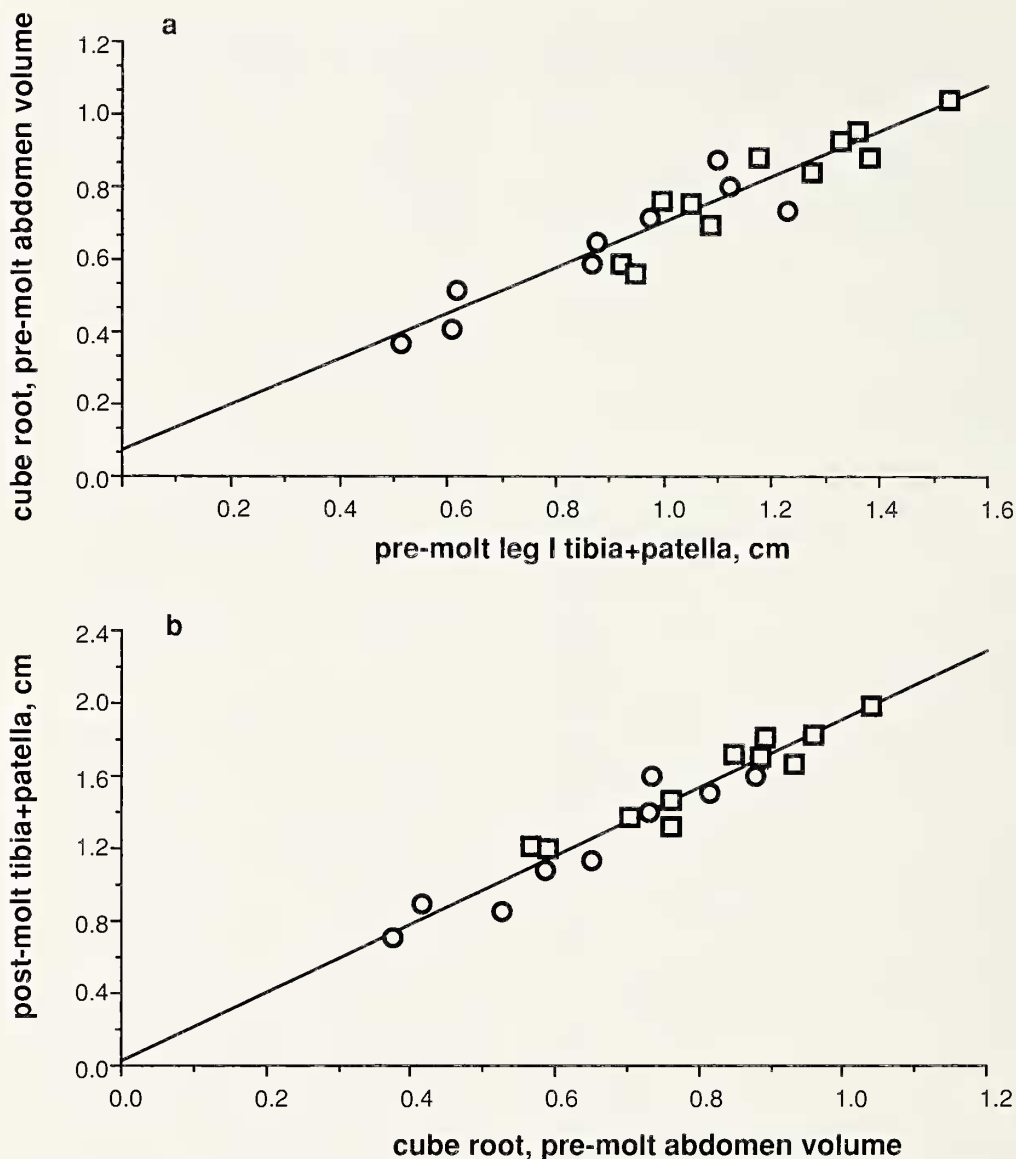 a
cube root, pre-molt abdomen volume
1.2
1.0
0.8
0.6
0.4
0.2
0.0
0.2 0.4 0.6 0.8 1.0 1.2 1.4 1.6
pre-molt leg I tibia+patella, cm
b
post-molt tibia+patella, cm
2.4
2.0
1.6
1.2
0.8
0.4
0.0
0.0 0.2 0.4 0.6 0.8 1.0 1.2
cube root, pre-molt abdomen volume